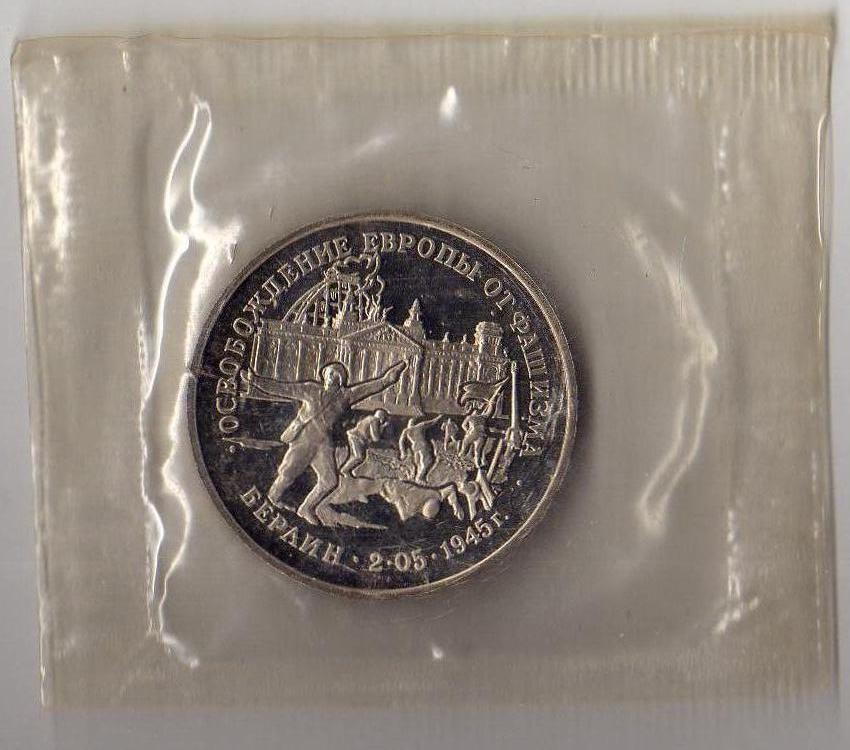 ОСВОБОЖДЕНИЕ ЕВРОПЫ ОТ ФАШИЗМА
БЕРЛИН · 2·05·1945 г.